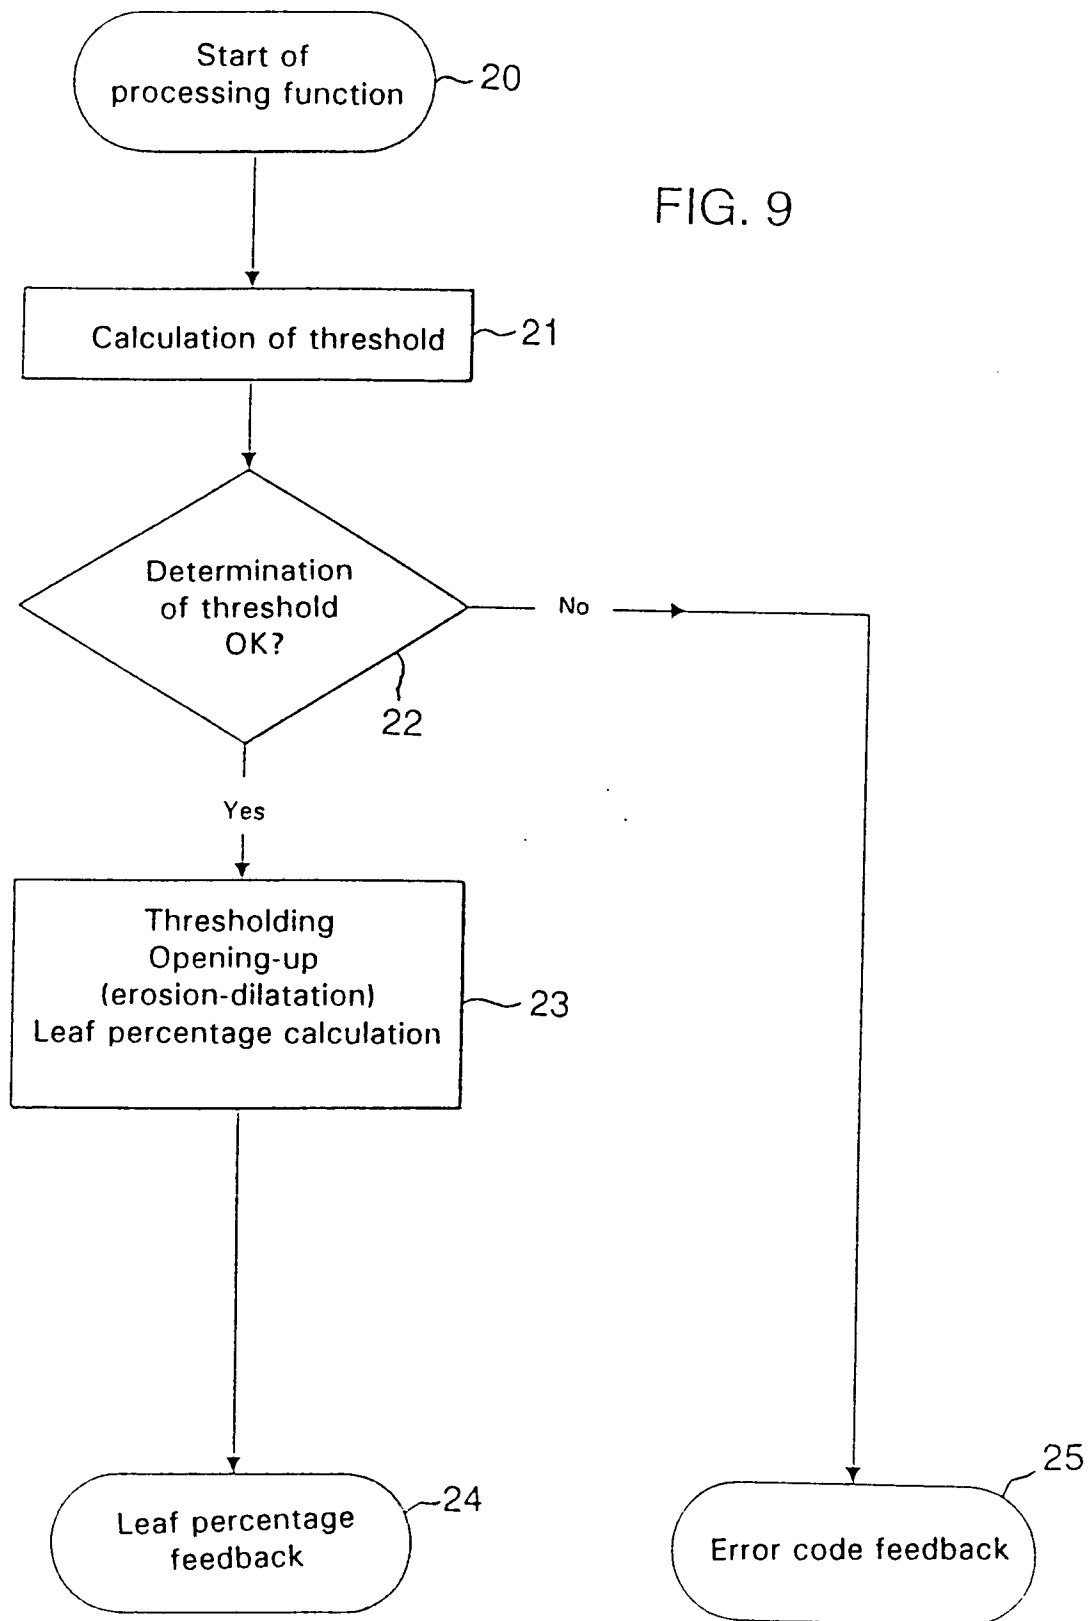 Start of
processing function
20
FIG. 9
Calculation of threshold
21
Determination
of threshold
OK?
No
22
Yes
Thresholding
Opening-up
(erosion-dilatation)
Leaf percentage calculation
23
Leaf percentage
feedback
24
25
Error code feedback